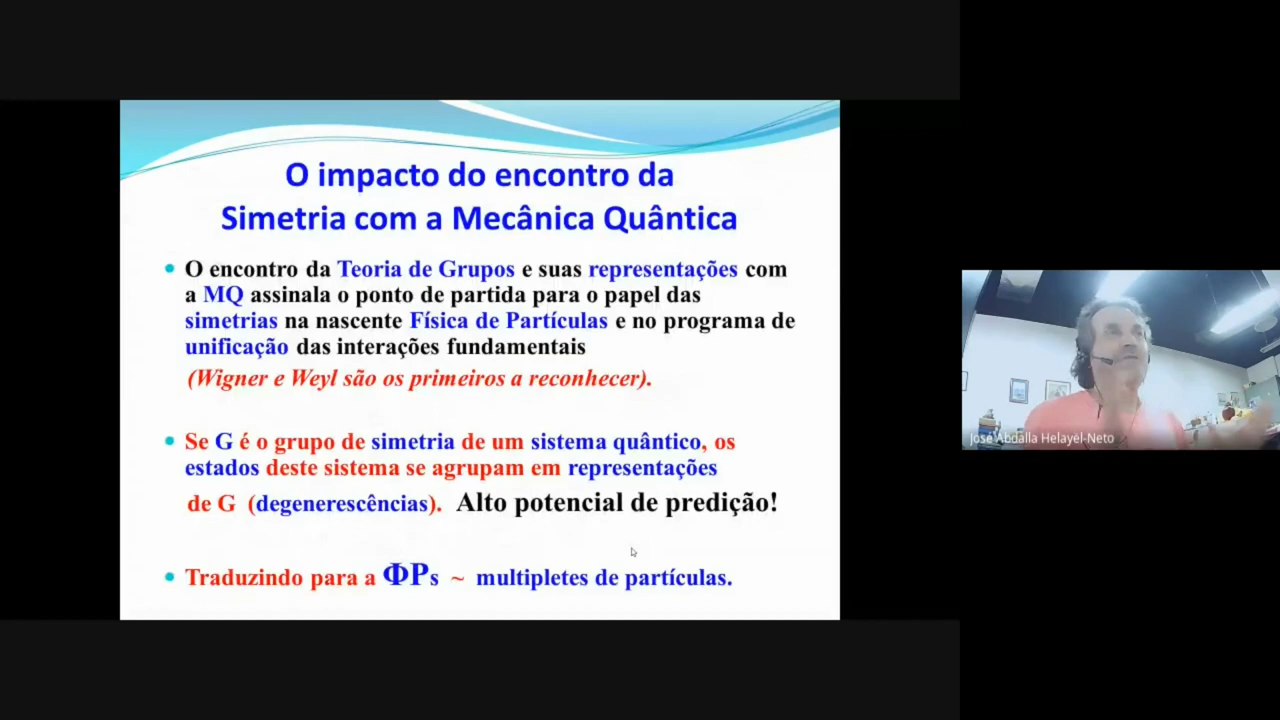 O impacto do encontro da
Simetria com a Mecânica Quântica
O encontro da Teoria de Grupos e suas representações com
a MQ assinala o ponto de partida para o papel das
simetrias na nascente Física de Partículas e no programa de
unificação das interações fundamentais
(Wigner e Weyl são os primeiros a reconhecer).
Se G é o grupo de simetria de um sistema quântico, os
estados deste sistema se agrupam em representações
de G (degenerescências). Alto potencial de predição!
Traduzindo para a ΦPs ~ multipletes de partículas.
José Abdalla Helayël-Neto